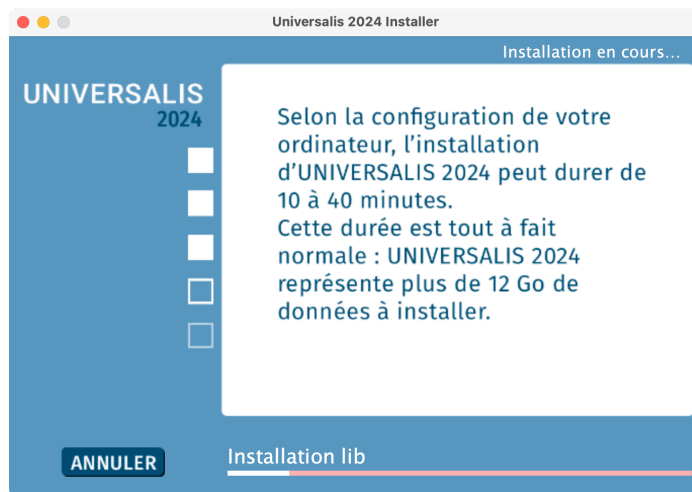 Universalis 2024 Installer
Installation en cours...
UNIVERSALIS
2024
Selon la configuration de votre
ordinateur, l’installation
d’UNIVERSALIS 2024 peut durer de
10 à 40 minutes.
Cette durée est tout à fait
normale : UNIVERSALIS 2024
représente plus de 12 Go de
données à installer.
ANNULER
Installation lib